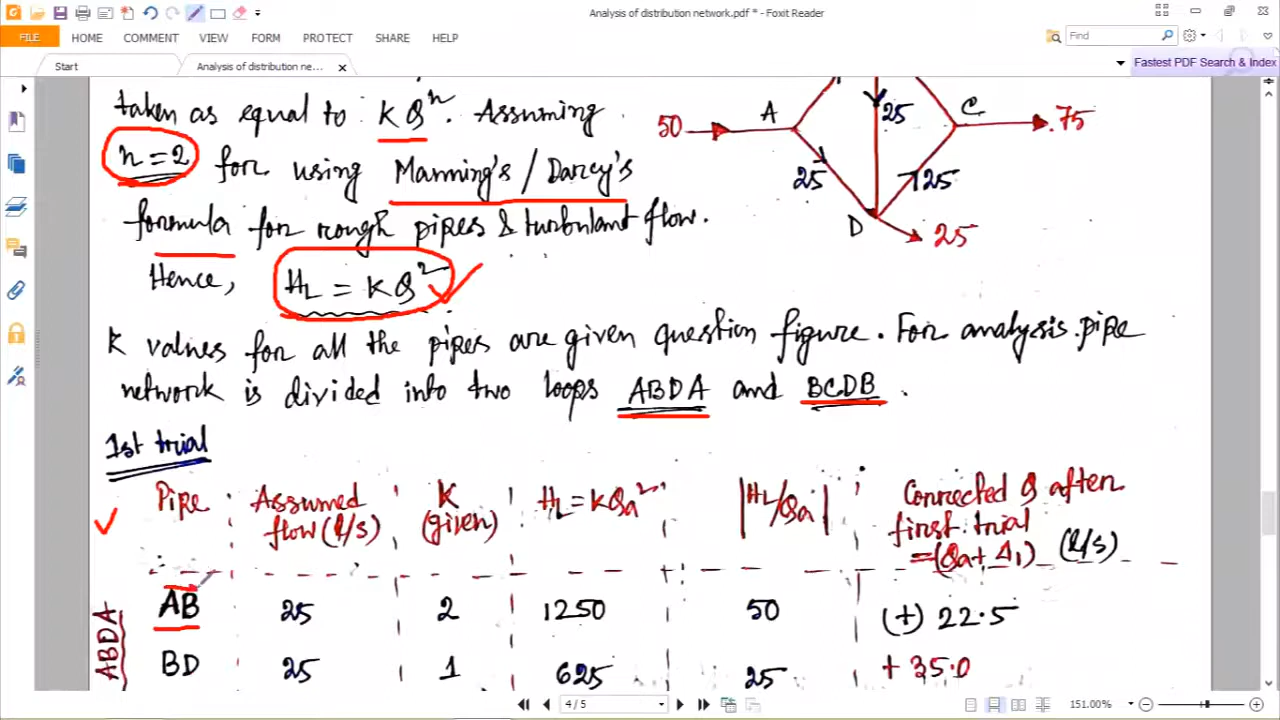 Analysis of distribution network.pdf * - Foxit Reader
FILE HOME COMMENT VIEW FORM PROTECT SHARE HELP
Find
Start Analysis of distribution ne...
Fastest PDF Search & Index
taken as equal to KQⁿ. Assuming
n=2 for using Manning's / Darcy's
formula for rough pipes & turbulant flow.
Hence, HL = KQ²
50 A 25 C 75
25 25
D 25
K values for all the pipes are given question figure. For analysis pipe
network is divided into two loops ABDA and BCDB.
1st trial
Pipe Assumed flow (l/s) K (given) HL=KQa² |HL/Qa| Corrected Q after first trial =(Qa+Δ1) (l/s)
ABDA
AB 25 2 1250 50 (+) 22.5
BD 25 1 625 25 + 35.0
4 / 5
151.00%